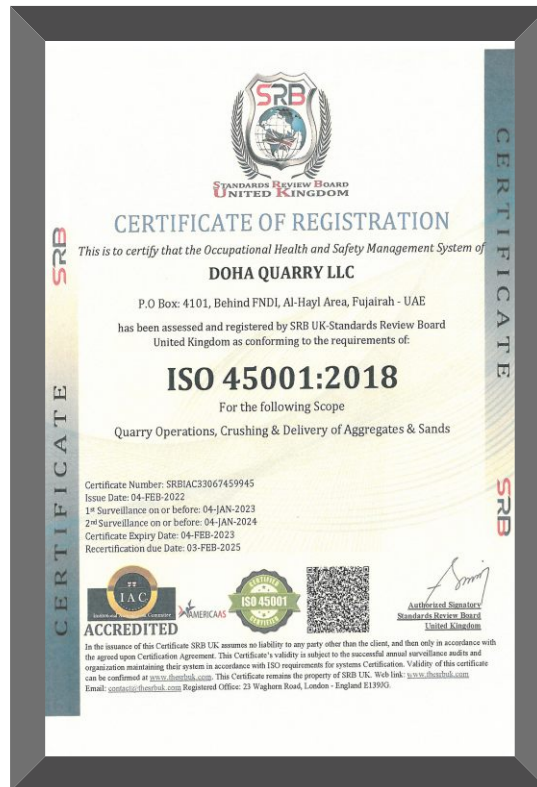 SRB
STANDARDS REVIEW BOARD
UNITED KINGDOM
CERTIFICATE OF REGISTRATION
This is to certify that the Occupational Health and Safety Management System of
DOHA QUARRY LLC
P.O Box: 4101, Behind FNDI, Al-Hayl Area, Fujairah - UAE
has been assessed and registered by SRB UK-Standards Review Board
United Kingdom as conforming to the requirements of:
ISO 45001:2018
For the following Scope
Quarry Operations, Crushing & Delivery of Aggregates & Sands
Certificate Number: SRBIAC33067459945
Issue Date: 04-FEB-2022
1st Surveillance on or before: 04-JAN-2023
2nd Surveillance on or before: 04-JAN-2024
Certificate Expiry Date: 04-FEB-2023
Recertification due Date: 03-FEB-2025
IAC
ACCREDITED
AMERICAAS
CERTIFIED
ISO 45001
CERTIFIED
Authorized Signatory
Standards Review Board
United Kingdom
In the issuance of this Certificate SRB UK assumes no liability to any party other than the client, and then only in accordance with
the agreed upon Certification Agreement. This Certificate's validity is subject to the successful annual surveillance audits and
organization maintaining their system in accordance with ISO requirements for systems Certification. Validity of this certificate
can be confirmed at www.thesrbuk.com. This Certificate remains the property of SRB UK. Web link: www.thesrbuk.com
Email: contact@thesrbuk.com Registered Office: 23 Waghorn Road, London - England E139JG.
SRB
CERTIFICATE
CERTIFICATE
SRB